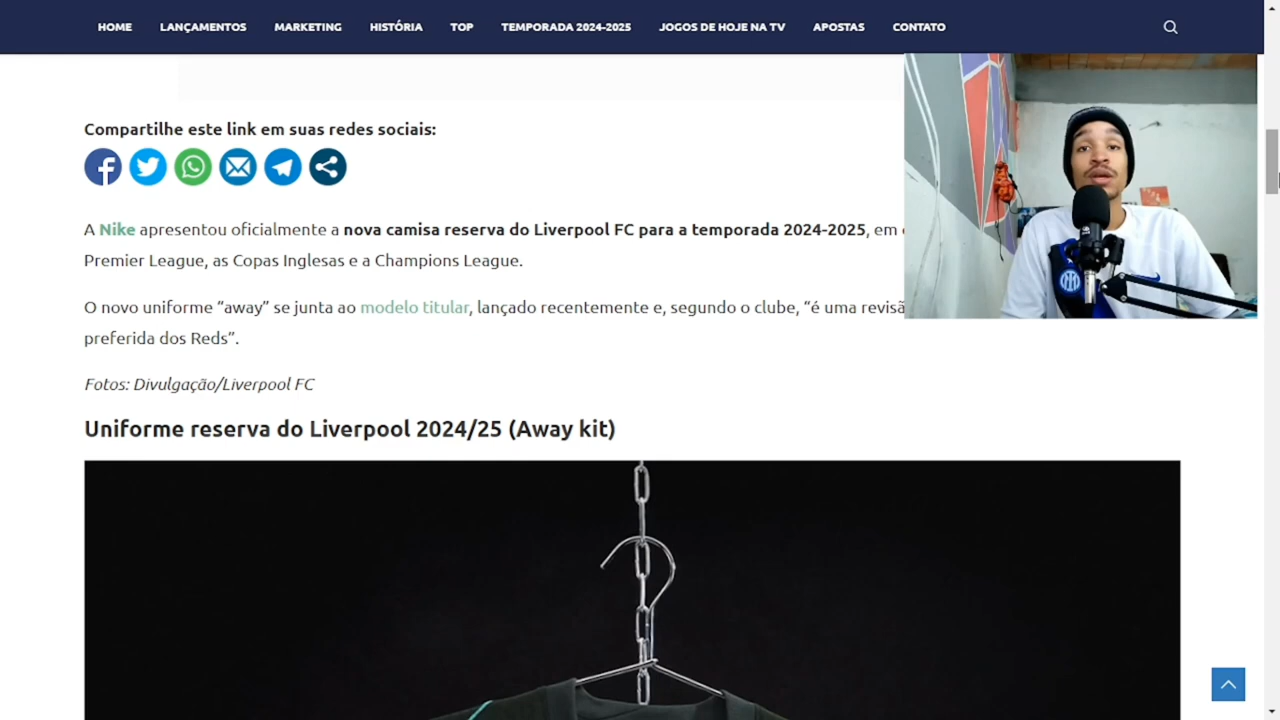 HOME LANÇAMENTOS MARKETING HISTÓRIA TOP TEMPORADA 2024-2025 JOGOS DE HOJE NA TV APOSTAS CONTATO
Compartilhe este link em suas redes sociais:
A Nike apresentou oficialmente a nova camisa reserva do Liverpool FC para a temporada 2024-2025, em
Premier League, as Copas Inglesas e a Champions League.
O novo uniforme “away” se junta ao modelo titular, lançado recentemente e, segundo o clube, “é uma
preferida dos Reds”.
Fotos: Divulgação/Liverpool FC
Uniforme reserva do Liverpool 2024/25 (Away kit)